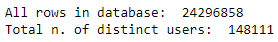 All rows in database:  24296858
Total n. of distinct users:  148111